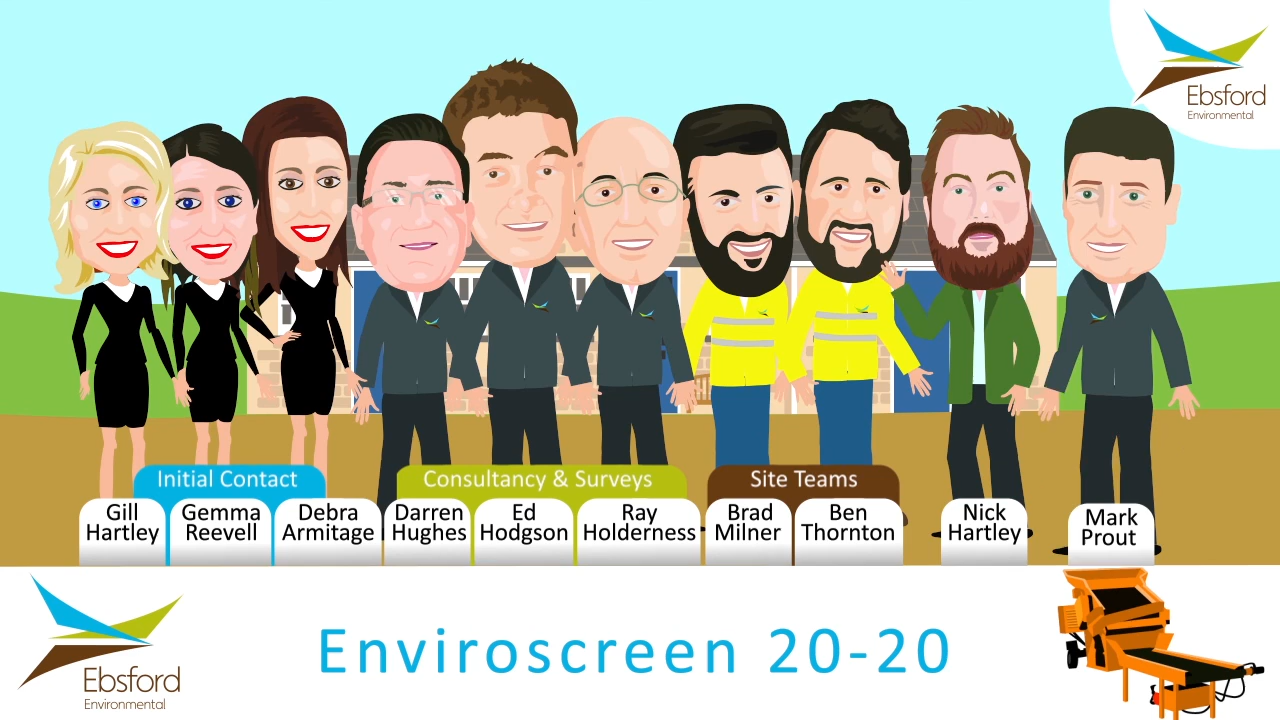 Ebsford
Environmental
Initial Contact
Consultancy & Surveys
Site Teams
Gill
Hartley
Gemma
Reevell
Debra
Armitage
Darren
Hughes
Ed
Hodgson
Ray
Holderness
Brad
Milner
Ben
Thornton
Nick
Hartley
Mark
Prout
Ebsford
Environmental
Enviroscreen 20-20